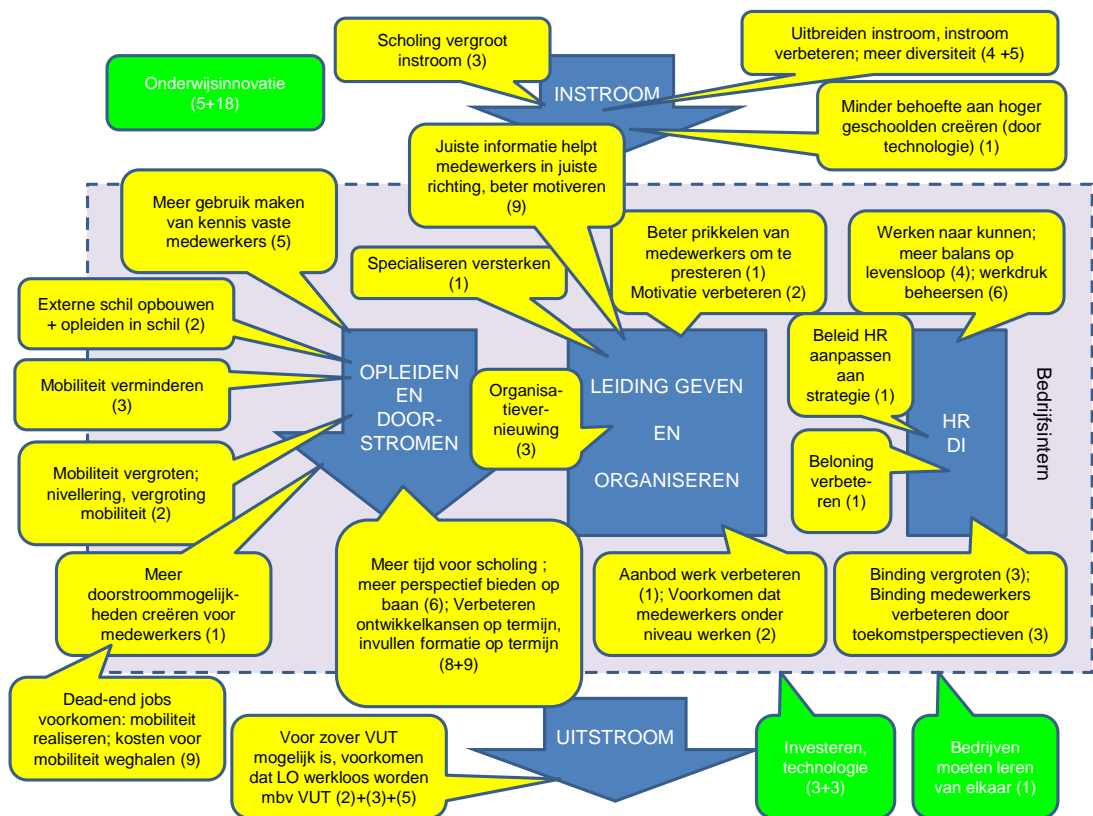 Scholing vergroot
instroom (3)
Uitbreiden instroom, instroom
verbeteren; meer diversiteit (4 +5)
Onderwijsinnovatie
(5+18)
INSTROOM
Minder behoefte aan hoger
geschoolden creëren (door
technologie) (1)
Juiste informatie helpt
medewerkers in juiste
richting, beter motiveren
(9)
Meer gebruik maken
van kennis vaste
medewerkers (5)
Specialiseren versterken
(1)
Beter prikkelen van
medewerkers om te
presteren (1)
Motivatie verbeteren (2)
Werken naar kunnen;
meer balans op
levensloop (4); werkdruk
beheersen (6)
Externe schil opbouwen
+ opleiden in schil (2)
Mobiliteit verminderen
(3)
OPLEIDEN
EN
DOOR-
STROMEN
Organisa-
tiever-
nieuwing
(3)
LEIDING GEVEN
EN
ORGANISEREN
Beleid HR
aanpassen
aan
strategie (1)
HR
DI
Bedrijfsintern
Beloning
verbete-
ren (1)
Mobiliteit vergroten;
nivellering, vergroting
mobiliteit (2)
Meer
doorstroommogelijk-
heden creëren voor
medewerkers (1)
Meer tijd voor scholing ;
meer perspectief bieden op
baan (6); Verbeteren
ontwikkelkansen op termijn,
invullen formatie op termijn
(8+9)
Aanbod werk verbeteren
(1); Voorkomen dat
medewerkers onder
niveau werken (2)
Binding vergroten (3);
Binding medewerkers
verbeteren door
toekomstperspectieven (3)
Dead-end jobs
voorkomen: mobiliteit
realiseren; kosten voor
mobiliteit weghalen (9)
Voor zover VUT
mogelijk is, voorkomen
dat LO werkloos worden
mbv VUT (2)+(3)+(5)
UITSTROOM
Investeren,
technologie
(3+3)
Bedrijven
moeten leren
van elkaar (1)